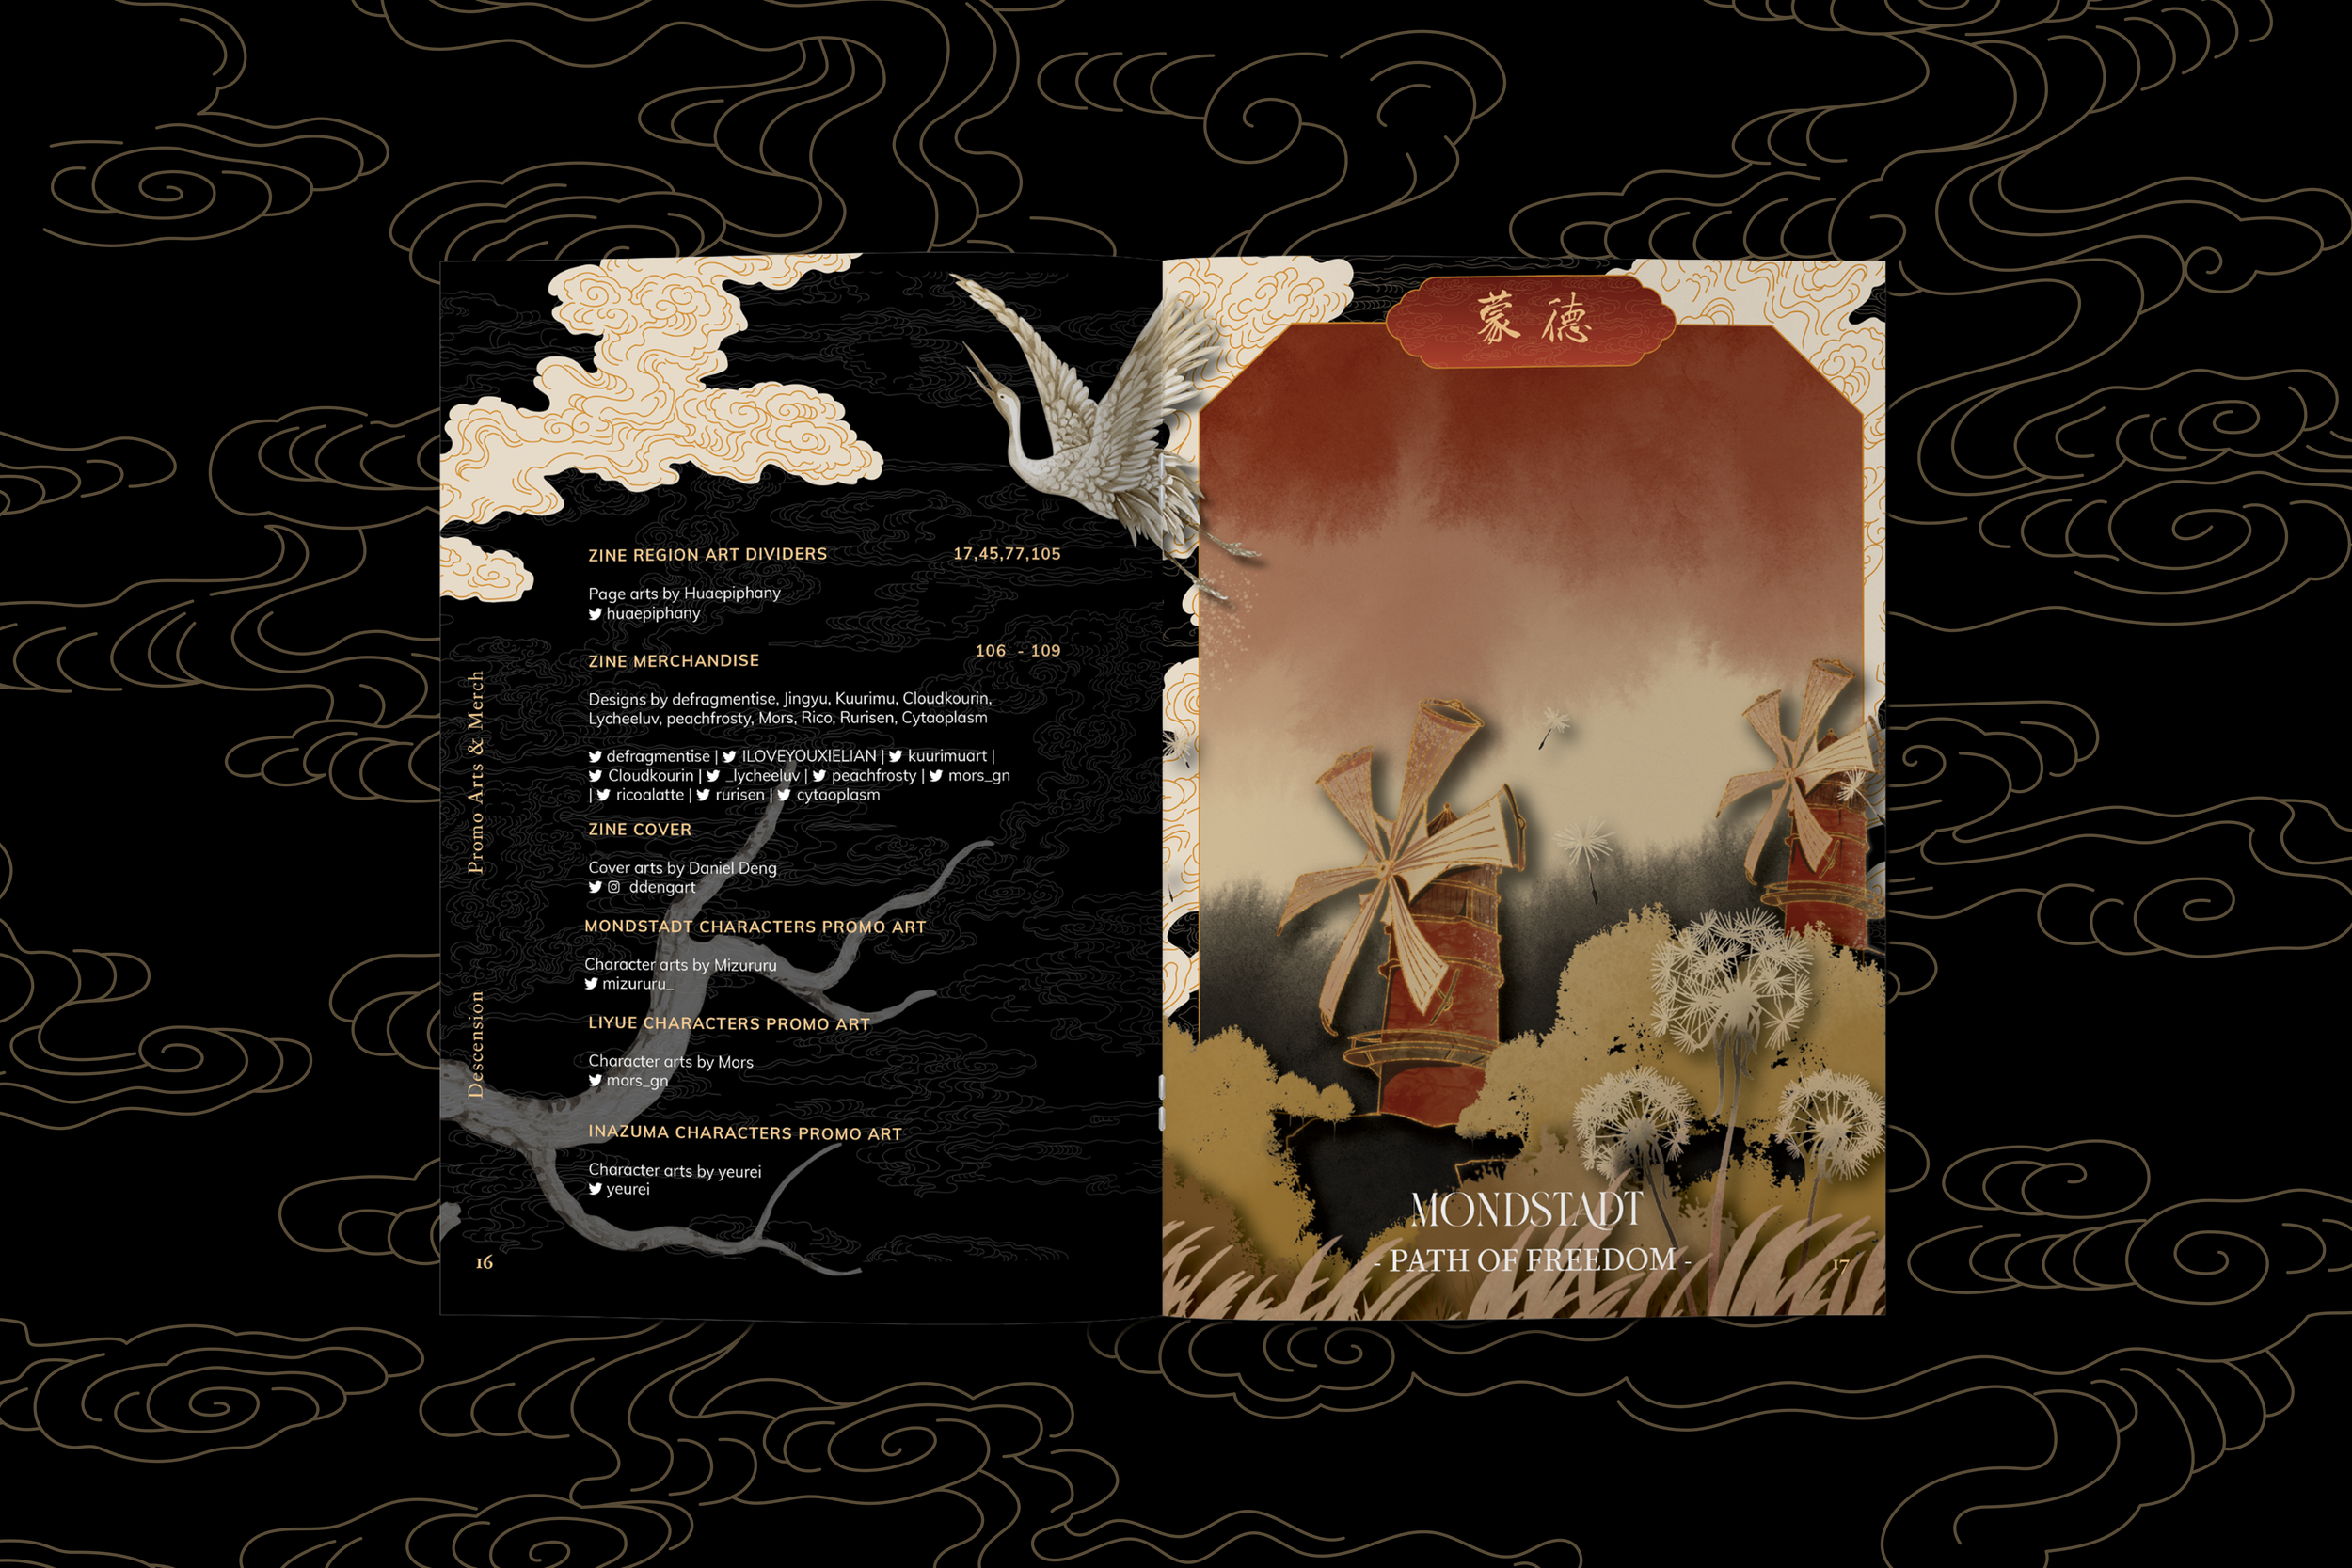 ZINE REGION ART DIVIDERS 17,45,77,105
Page arts by Huaepiphany
huaepiphany
ZINE MERCHANDISE 106 - 109
Designs by defragmentise, Jingyu, Kuurimu, Cloudkourin,
Lycheeluv, peachfrosty, Mors, Rico, Rurisen, Cytaoplasm
defragmentise | ILOVEYOUXIELIAN | kuurimuart |
Cloudkourin | _lycheeluv | peachfrosty | mors_gn
| ricoalatte | rurisen | cytaoplasm
ZINE COVER
Cover arts by Daniel Deng
ddengart
MONDSTADT CHARACTERS PROMO ART
Character arts by Mizururu
mizururu_
LIYUE CHARACTERS PROMO ART
Character arts by Mors
mors_gn
INAZUMA CHARACTERS PROMO ART
Character arts by yeurei
yeurei
Promo Arts & Merch
Descension
16
蒙德
MONDSTADT
- PATH OF FREEDOM -
17